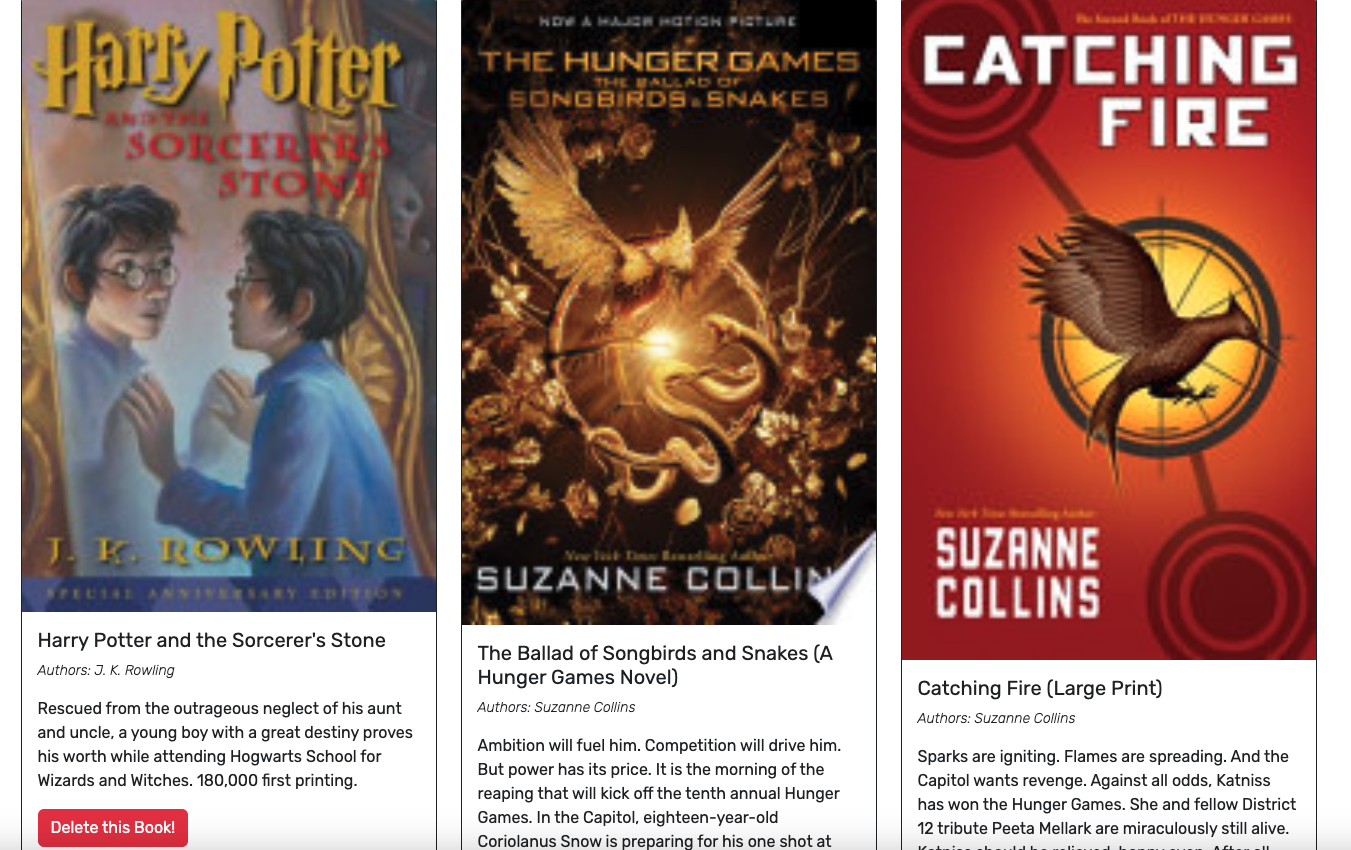 Harry Potter
AND THE
SORCERER'S
STONE
J. K. ROWLING
SPECIAL ANNIVERSARY EDITION
Harry Potter and the Sorcerer's Stone
Authors: J. K. Rowling
Rescued from the outrageous neglect of his aunt
and uncle, a young boy with a great destiny proves
his worth while attending Hogwarts School for
Wizards and Witches. 180,000 first printing.
Delete this Book!
NOW A MAJOR MOTION PICTURE
THE HUNGER GAMES
THE BALLAD OF
SONGBIRDS & SNAKES
New York Times Bestselling Author
SUZANNE COLLIN
The Ballad of Songbirds and Snakes (A
Hunger Games Novel)
Authors: Suzanne Collins
Ambition will fuel him. Competition will drive him.
But power has its price. It is the morning of the
reaping that will kick off the tenth annual Hunger
Games. In the Capitol, eighteen-year-old
Coriolanus Snow is preparing for his one shot at
The Second Book of THE HUNGER GAMES
CATCHING
FIRE
New York Times Bestselling Author
SUZANNE
COLLINS
Catching Fire (Large Print)
Authors: Suzanne Collins
Sparks are igniting. Flames are spreading. And the
Capitol wants revenge. Against all odds, Katniss
has won the Hunger Games. She and fellow District
12 tribute Peeta Mellark are miraculously still alive.
Katniss should be relieved, happy even. After all,